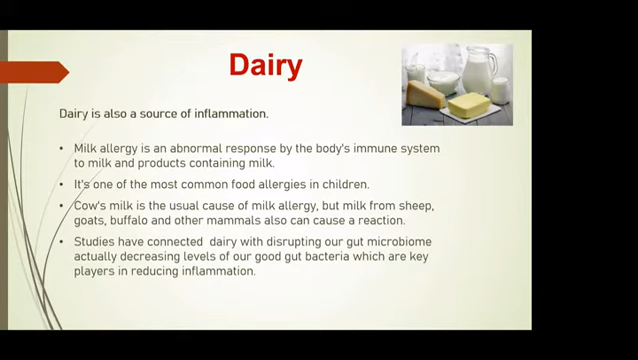 Dairy
Dairy is also a source of inflammation.
• Milk allergy is an abnormal response by the body's immune system
to milk and products containing milk.
• It's one of the most common food allergies in children.
• Cow's milk is the usual cause of milk allergy, but milk from sheep,
goats, buffalo and other mammals also can cause a reaction.
• Studies have connected dairy with disrupting our gut microbiome
actually decreasing levels of our good gut bacteria which are key
players in reducing inflammation.